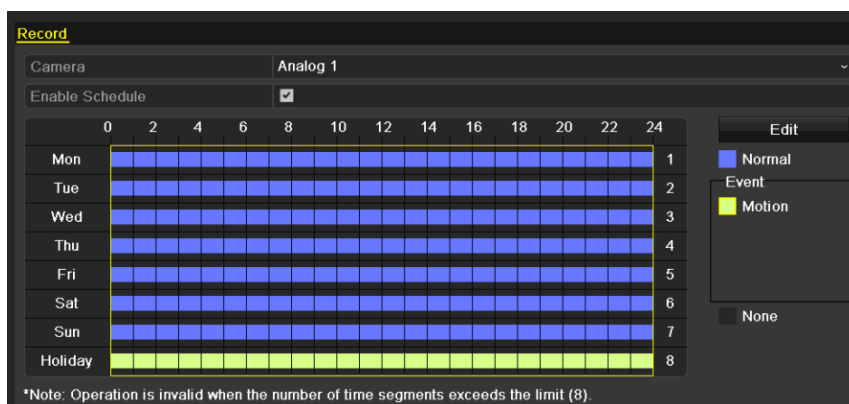 Record
Camera Analog 1
Enable Schedule
0 2 4 6 8 10 12 14 16 18 20 22 24
Edit
Mon 1
Normal
Tue 2
Event
Wed 3
Motion
Thu 4
Fri 5
Sat 6
None
Sun 7
Holiday 8
*Note: Operation is invalid when the number of time segments exceeds the limit (8).